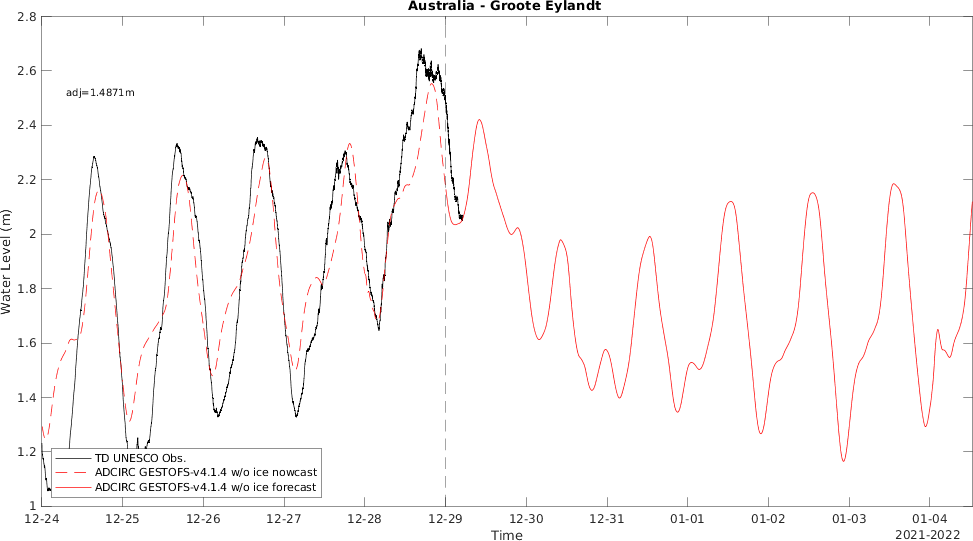 Australia - Groote Eylandt
2.8
2.6
adj=1.4871m
2.4
2.2
2
1.8
1.6
1.4
1.2
1
Water Level (m)
TD UNESCO Obs.
ADCIRC GESTOFS-v4.1.4 w/o ice nowcast
ADCIRC GESTOFS-v4.1.4 w/o ice forecast
12-24 12-25 12-26 12-27 12-28 12-29 12-30 12-31 01-01 01-02 01-03 01-04
Time
2021-2022